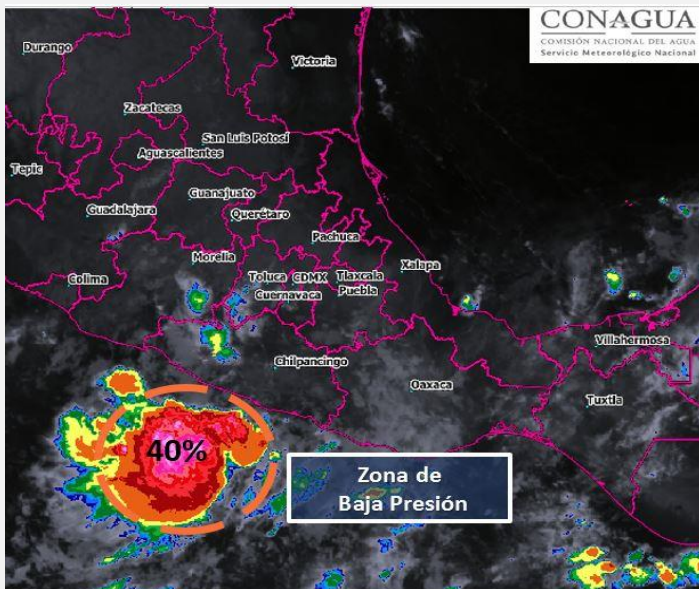 CONAGUA
COMISIÓN NACIONAL DEL AGUA
Servicio Meteorológico Nacional
Durango
Victoria
Zacatecas
San Luis Potosí
Aguascalientes
Tepic
Guanajuato
Guadalajara
Querétaro
Pachuca
Morelia
Xalapa
Colima
Toluca
CDMX
Tlaxcala
Cuernavaca
Puebla
Villahermosa
Chilpancingo
Oaxaca
Tuxtla
40%
Zona de
Baja Presión